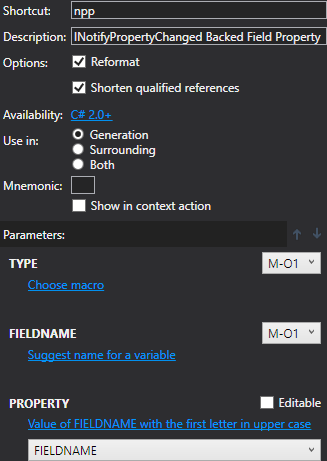 Shortcut: npp
Description: INotifyPropertyChanged Backed Field Property
Options: Reformat
Shorten qualified references
Availability: C# 2.0+
Use in: Generation
Surrounding
Both
Mnemonic:
Show in context action
Parameters:
TYPE M-O1
Choose macro
FIELDNAME M-O1
Suggest name for a variable
PROPERTY Editable
Value of FIELDNAME with the first letter in upper case
FIELDNAME